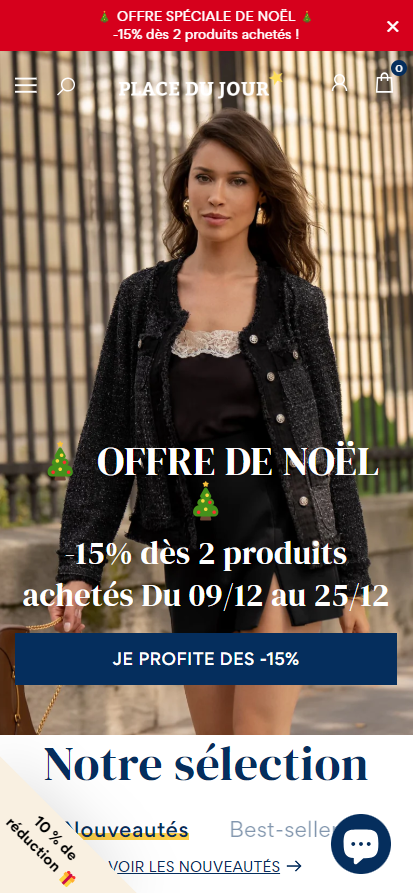 🎄 OFFRE SPÉCIALE DE NOËL 🎄
-15% dès 2 produits achetés !
0
PLACE DU JOUR
🎄 OFFRE DE NOËL
🎄
-15% dès 2 produits
achetés Du 09/12 au 25/12
JE PROFITE DES -15%
Notre sélection
Nouveautés Best-seller
VOIR LES NOUVEAUTÉS →
10 % de
réduction 🎁